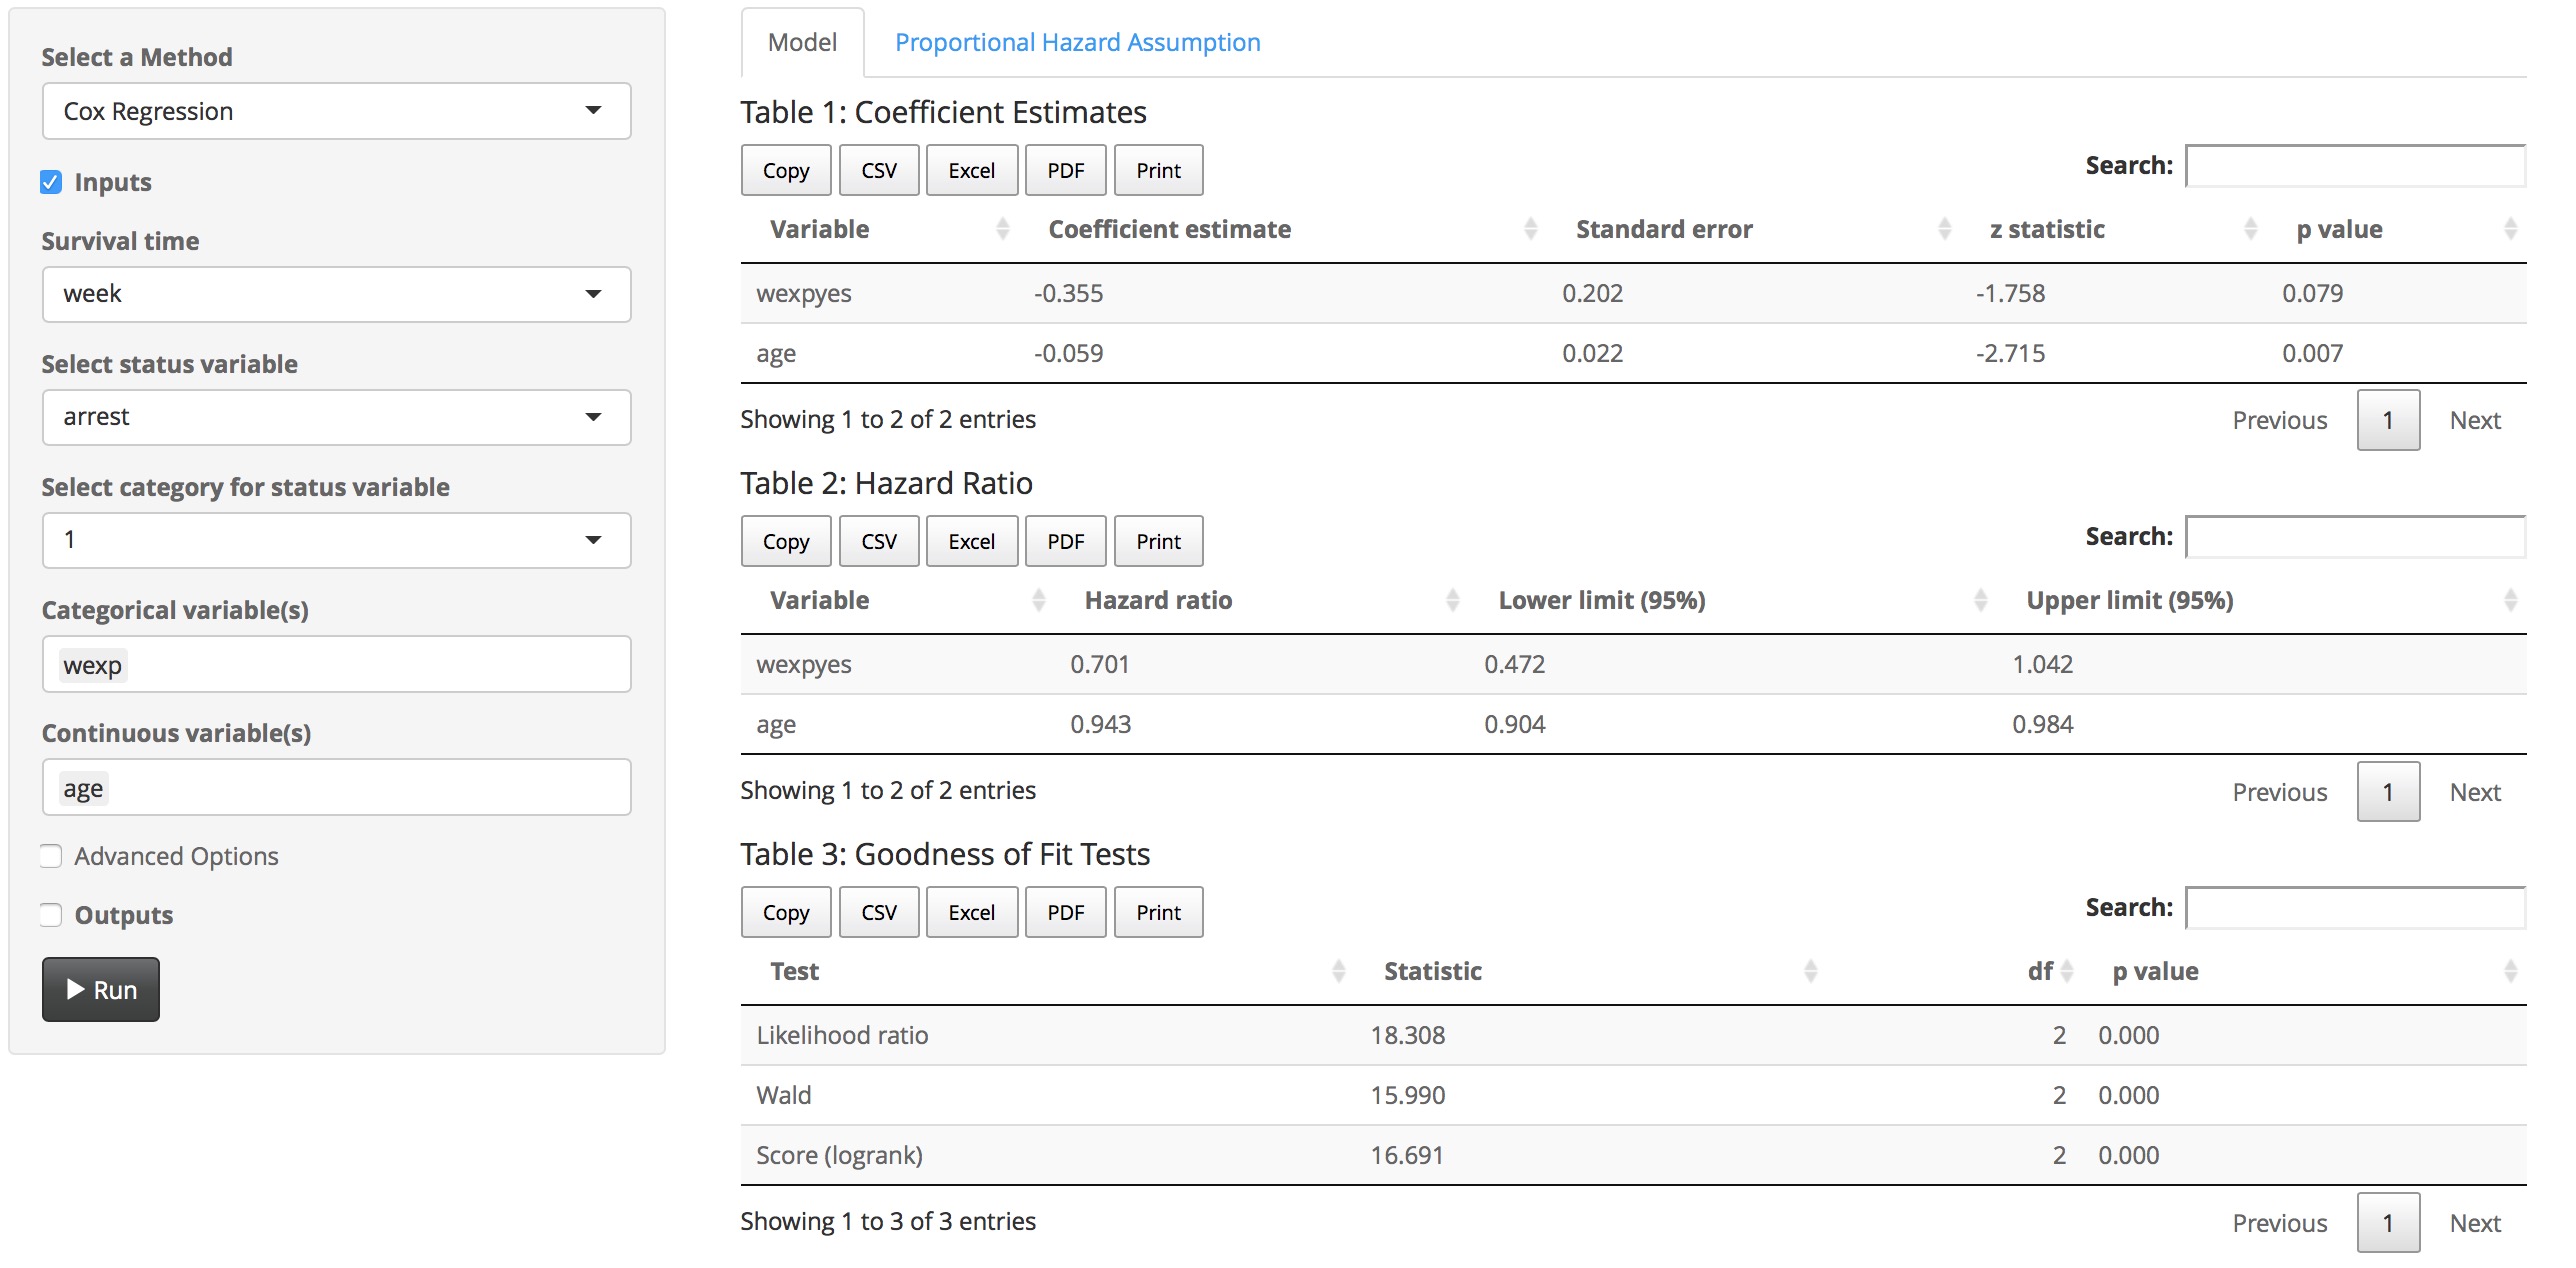 Select a Method
Cox Regression
Inputs
Survival time
week
Select status variable
arrest
Select category for status variable
1
Categorical variable(s)
wexp
Continuous variable(s)
age
Advanced Options
Outputs
Run
Model Proportional Hazard Assumption
Table 1: Coefficient Estimates
Copy CSV Excel PDF Print Search:
Variable Coefficient estimate Standard error z statistic p value
wexpyes -0.355 0.202 -1.758 0.079
age -0.059 0.022 -2.715 0.007
Showing 1 to 2 of 2 entries Previous 1 Next
Table 2: Hazard Ratio
Copy CSV Excel PDF Print Search:
Variable Hazard ratio Lower limit (95%) Upper limit (95%)
wexpyes 0.701 0.472 1.042
age 0.943 0.904 0.984
Showing 1 to 2 of 2 entries Previous 1 Next
Table 3: Goodness of Fit Tests
Copy CSV Excel PDF Print Search:
Test Statistic df p value
Likelihood ratio 18.308 2 0.000
Wald 15.990 2 0.000
Score (logrank) 16.691 2 0.000
Showing 1 to 3 of 3 entries Previous 1 Next